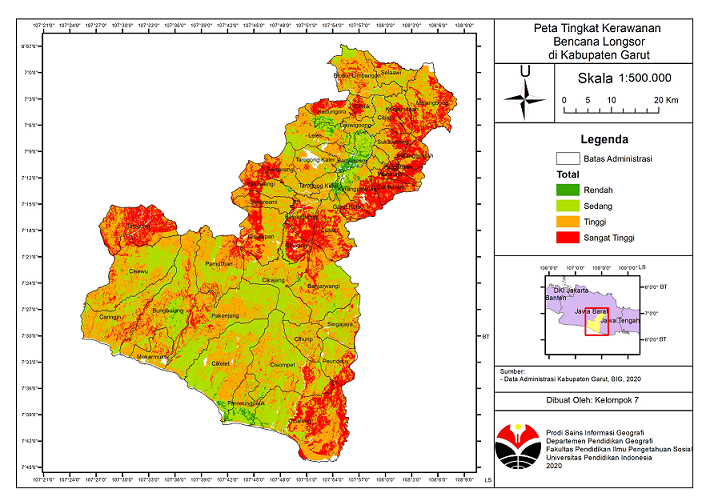 107°21'0"E 107°24'0"E 107°27'0"E 107°30'0"E 107°33'0"E 107°36'0"E 107°39'0"E 107°42'0"E 107°45'0"E 107°48'0"E 107°51'0"E 107°54'0"E 107°57'0"E 108°0'0"E 108°3'0"E 108°6'0"E 108°9'0"E
LS
6°57'0"
7°0'0"
7°3'0"
7°6'0"
7°9'0"
7°12'0"
7°15'0"
7°18'0"
7°21'0"
7°24'0"
7°27'0"
7°30'0"
7°33'0"
7°36'0"
7°39'0"
7°42'0"
7°45'0"
Selaawi
Kadungora
Leuwigoong
Leles
Tarogong Kaler
Banyuresmi
Cisewu
Pamulihan
Cikajang
Banjarwangi
Caringin
Bungbulang
Pakenjeng
Singajaya
Cihurip
Mekarmukti
Cikelet
Cisompet
Peundeuy
Pameungpeuk
Cibalong
BT
LS
Peta Tingkat Kerawanan
Bencana Longsor
di Kabupaten Garut
U
Skala 1:500.000
0 5 10 20 Km
Legenda
Batas Administrasi
Total
Rendah
Sedang
Tinggi
Sangat Tinggi
106°0'0" 107°0'0" 108°0'0" 109°0'0" LS
DKI Jakarta
Banten
Jawa Barat
Jawa Tengah
6°0'0" BT
7°0'0"
8°0'0" BT
Sumber:
- Data Administrasi Kabupaten Garut, BIG, 2020
Dibuat Oleh: Kelompok 7
Prodi Sains Informasi Geografi
Departemen Pendidikan Geografi
Fakultas Pendidikan Ilmu Pengetahuan Sosial
Universitas Pendidikan Indonesia
2020